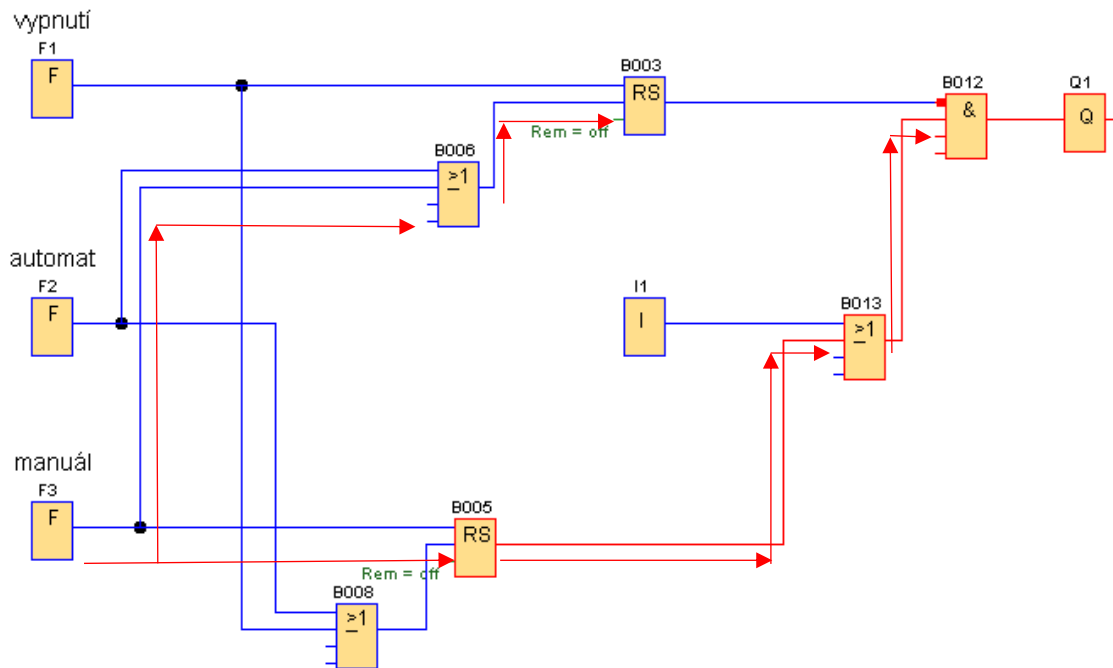 vypnutí
F1
F
B003
RS
Rem = off
B012
&
Q1
Q
B006
>1
automat
F2
F
I1
I
B013
>1
manuál
F3
F
B005
RS
Rem = off
B008
>1